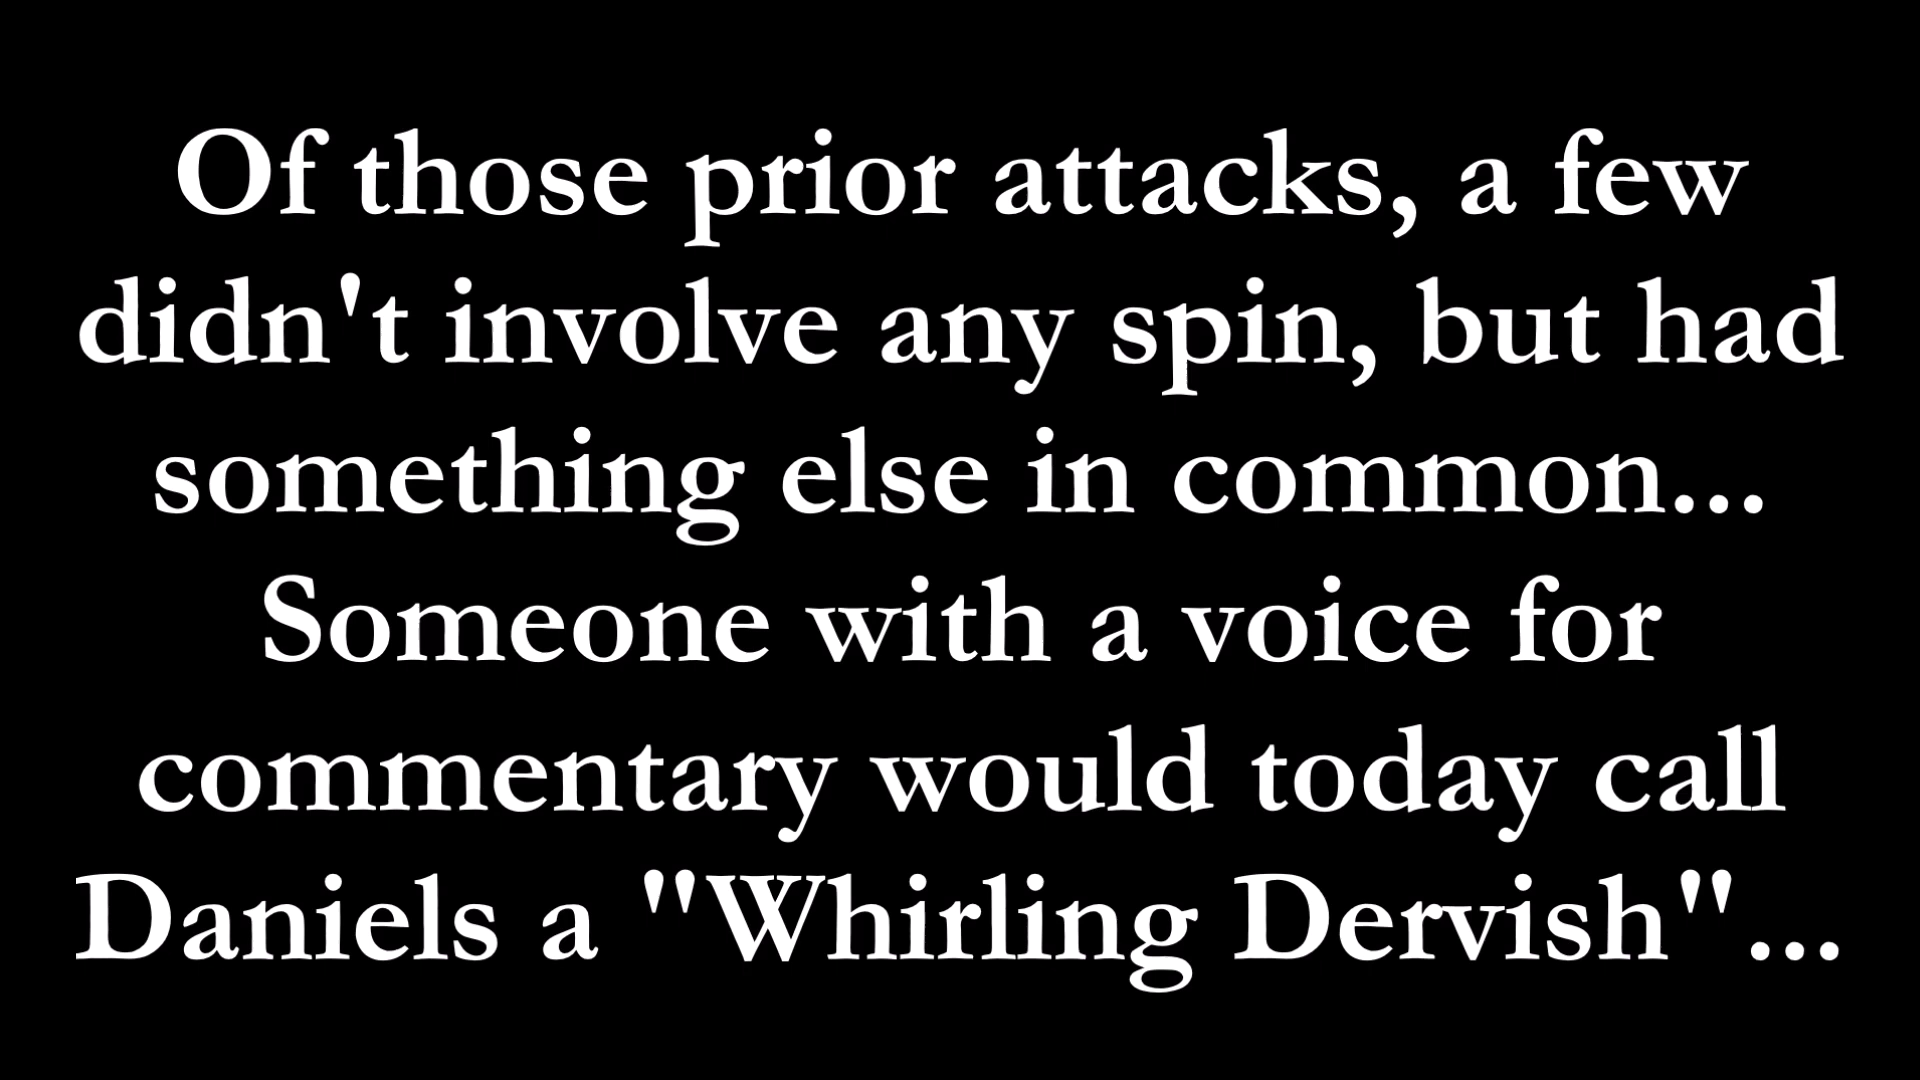 Of those prior attacks, a few
didn't involve any spin, but had
something else in common...
Someone with a voice for
commentary would today call
Daniels a "Whirling Dervish"...